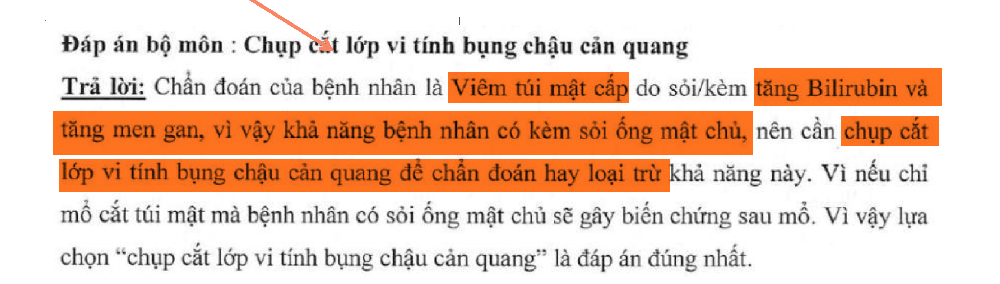 Đáp án bộ môn : Chụp cắt lớp vi tính bụng chậu cản quang
Trả lời: Chẩn đoán của bệnh nhân là Viêm túi mật cấp do sỏi/kèm tăng Bilirubin và
tăng men gan, vì vậy khả năng bệnh nhân có kèm sỏi ống mật chủ, nên cần chụp cắt
lớp vi tính bụng chậu cản quang để chẩn đoán hay loại trừ khả năng này. Vì nếu chỉ
mổ cắt túi mật mà bệnh nhân có sỏi ống mật chủ sẽ gây biến chứng sau mổ. Vì vậy lựa
chọn “chụp cắt lớp vi tính bụng chậu cản quang” là đáp án đúng nhất.